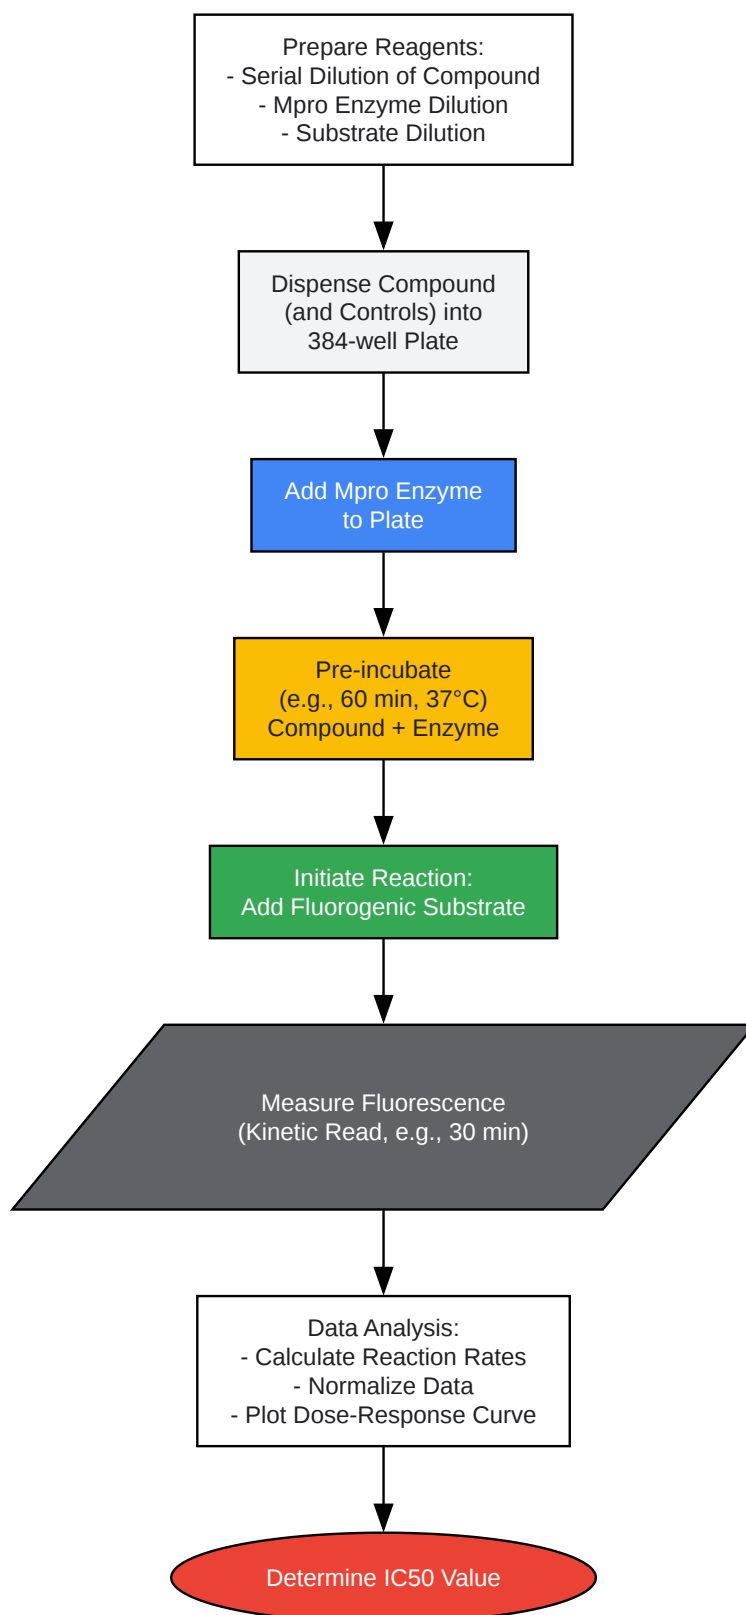 Prepare Reagents:
- Serial Dilution of Compound
- Mpro Enzyme Dilution
- Substrate Dilution
Dispense Compound
(and Controls) into
384-well Plate
Add Mpro Enzyme
to Plate
Pre-incubate
(e.g., 60 min, 37°C)
Compound + Enzyme
Initiate Reaction:
Add Fluorogenic Substrate
Measure Fluorescence
(Kinetic Read, e.g., 30 min)
Data Analysis:
- Calculate Reaction Rates
- Normalize Data
- Plot Dose-Response Curve
Determine IC50 Value